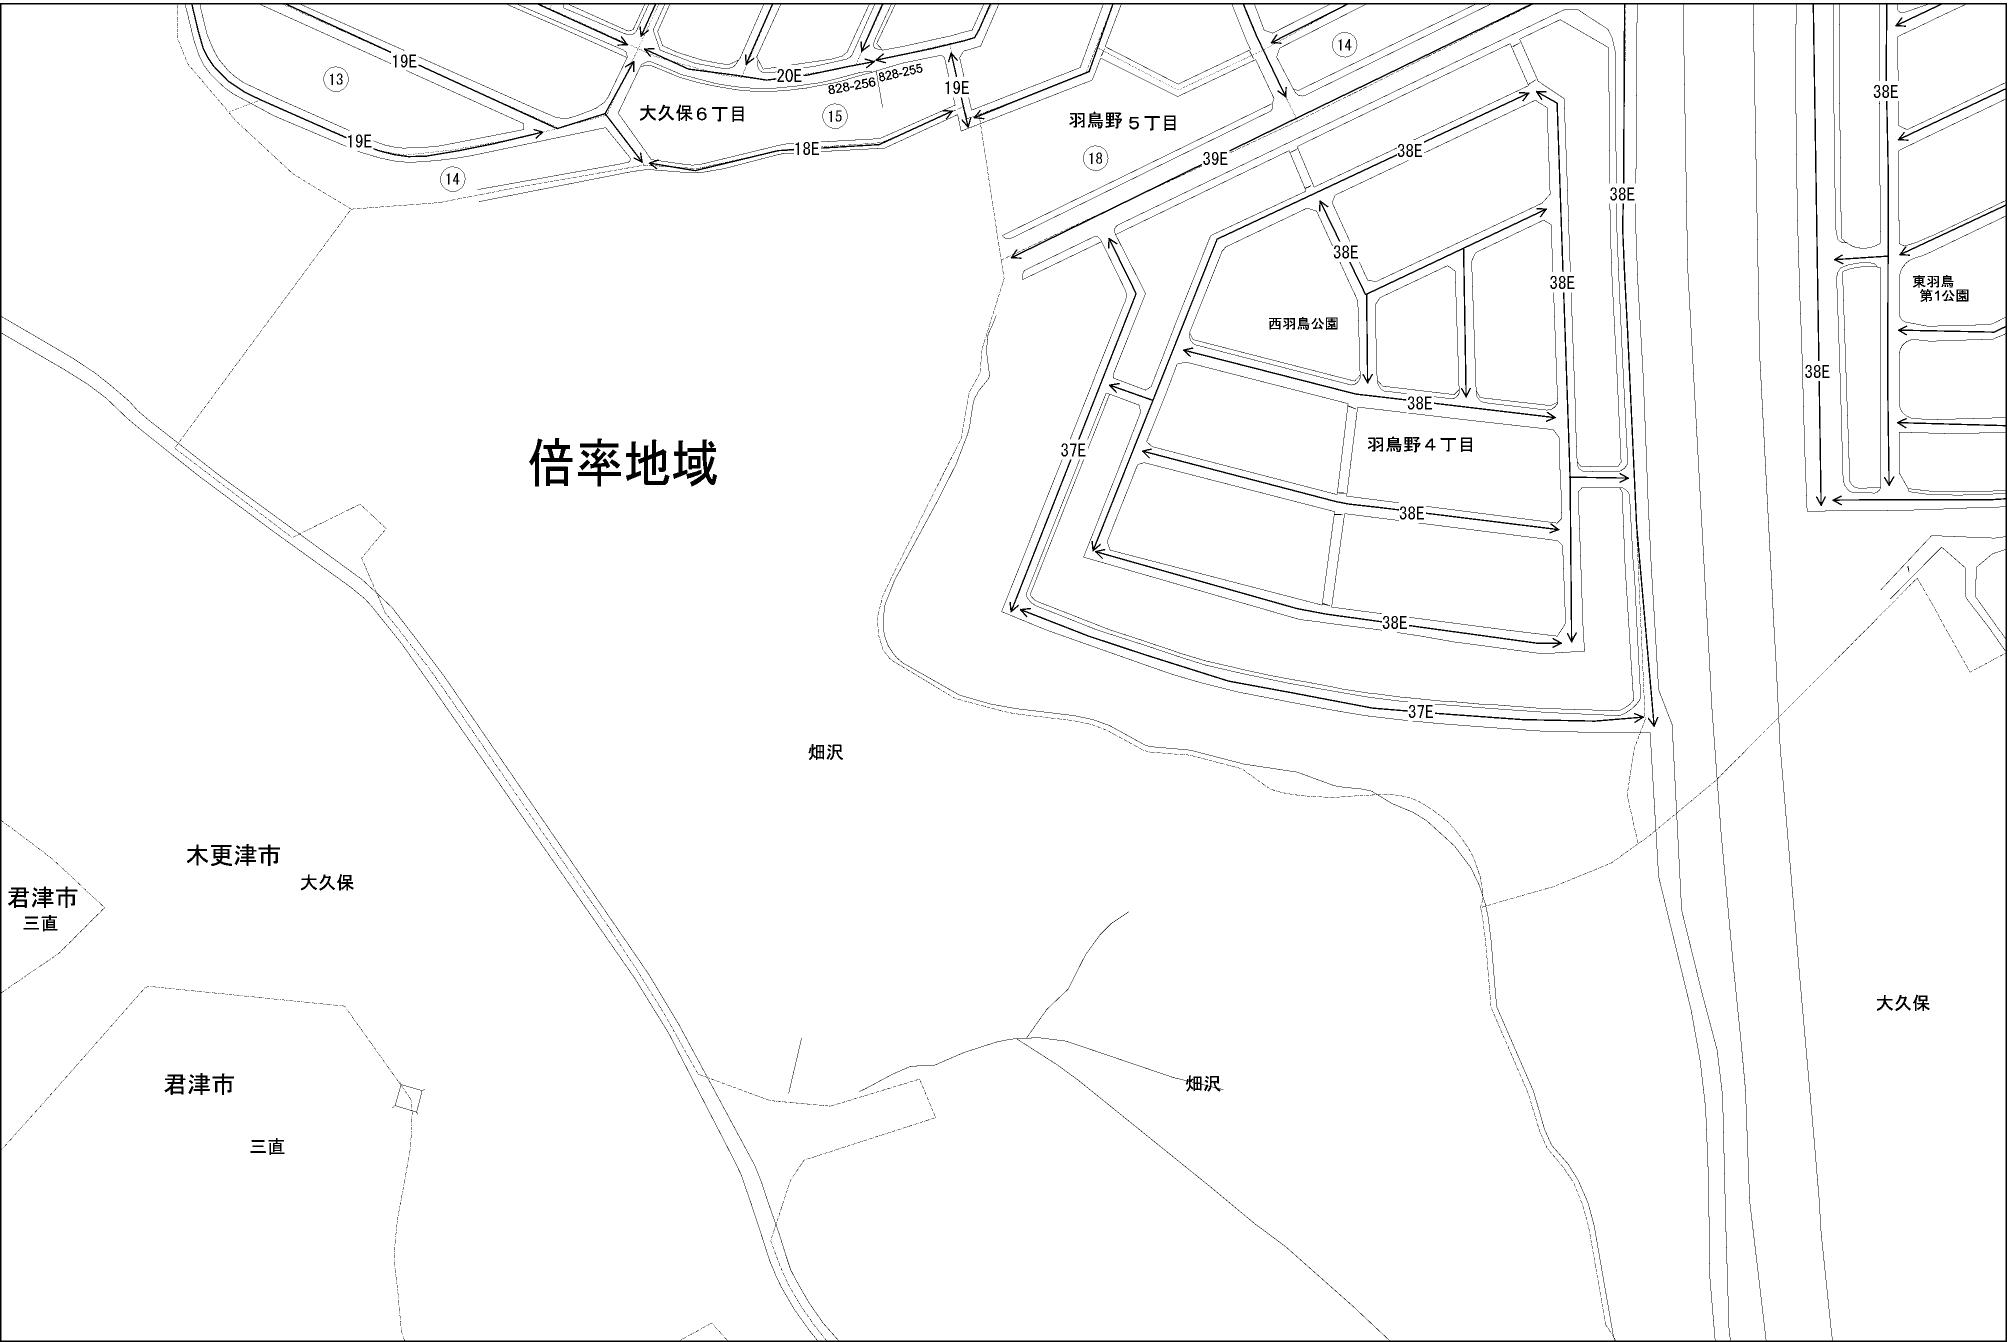 14
19E
13
20E
828-255
828-256
19E
38E
大久保6丁目
15
羽鳥野5丁目
19E
18E
39E
38E
18
14
38E
38E
38E
東羽鳥
第1公園
西羽鳥公園
38E
38E
羽鳥野4丁目
37E
倍率地域
38E
38E
37E
畑沢
木更津市
大久保
君津市
三直
大久保
畑沢
君津市
三直